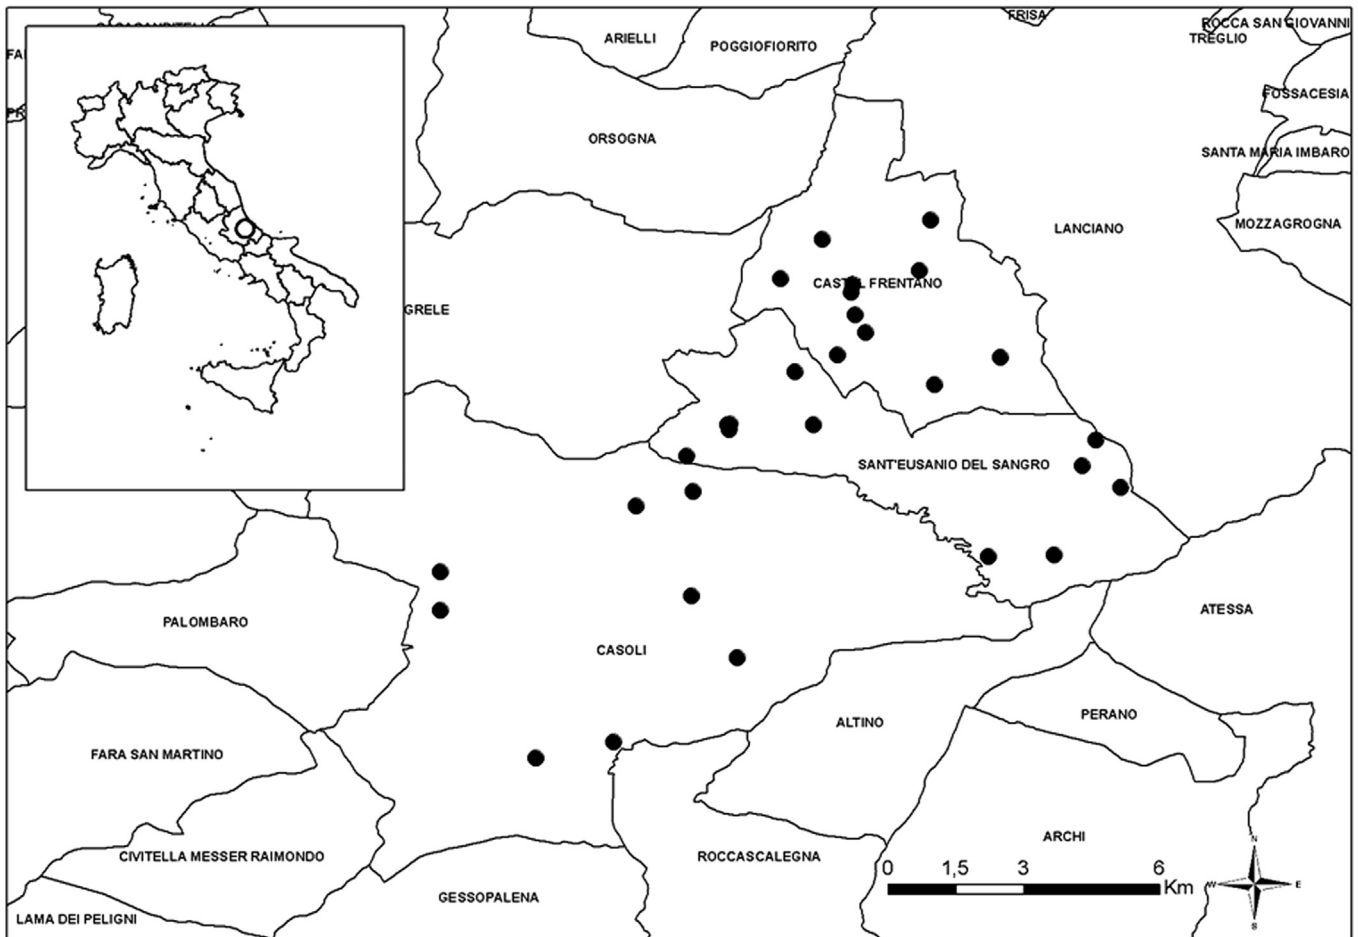 FRISA
ROCCA SAN GIOVANNI
ARIELLI
TREGLIO
POGGIOFIORITO
FOSSACESIA
ORSOGNA
SANTA MARIA IMBARO
LANCIANO
MOZZAGROGNA
CASTEL FRENTANO
GRELE
SANT'EUSANIO DEL SANGRO
PALOMBARO
ATESSA
CASOLI
ALTINO
PERANO
FARA SAN MARTINO
ARCHI
CIVITELLA MESSER RAIMONDO
ROCCASCALEGNA
0 1,5 3 6
Km
N
W E
S
GESSOPALENA
LAMA DEI PELIGNI